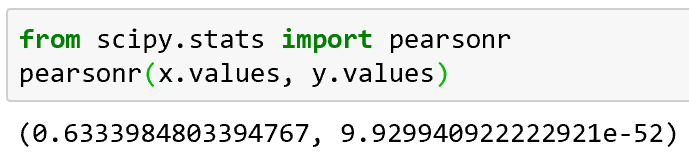 from scipy.stats import pearsonr
pearsonr(x.values, y.values)
(0.6333984803394767, 9.929940922222921e-52)